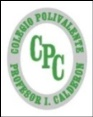 COLEGIO POLIVALENTE
CPC
PROFESOR I. CALDERON